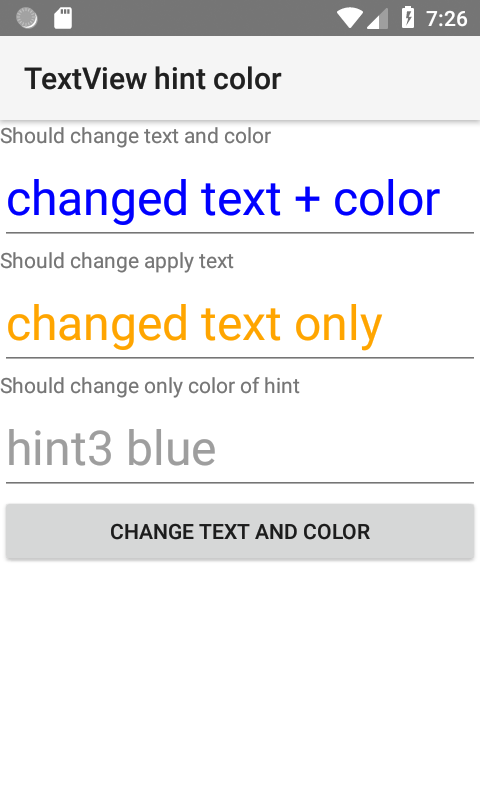 7:26
TextView hint color
Should change text and color
changed text + color
Should change apply text
changed text only
Should change only color of hint
hint3 blue
CHANGE TEXT AND COLOR